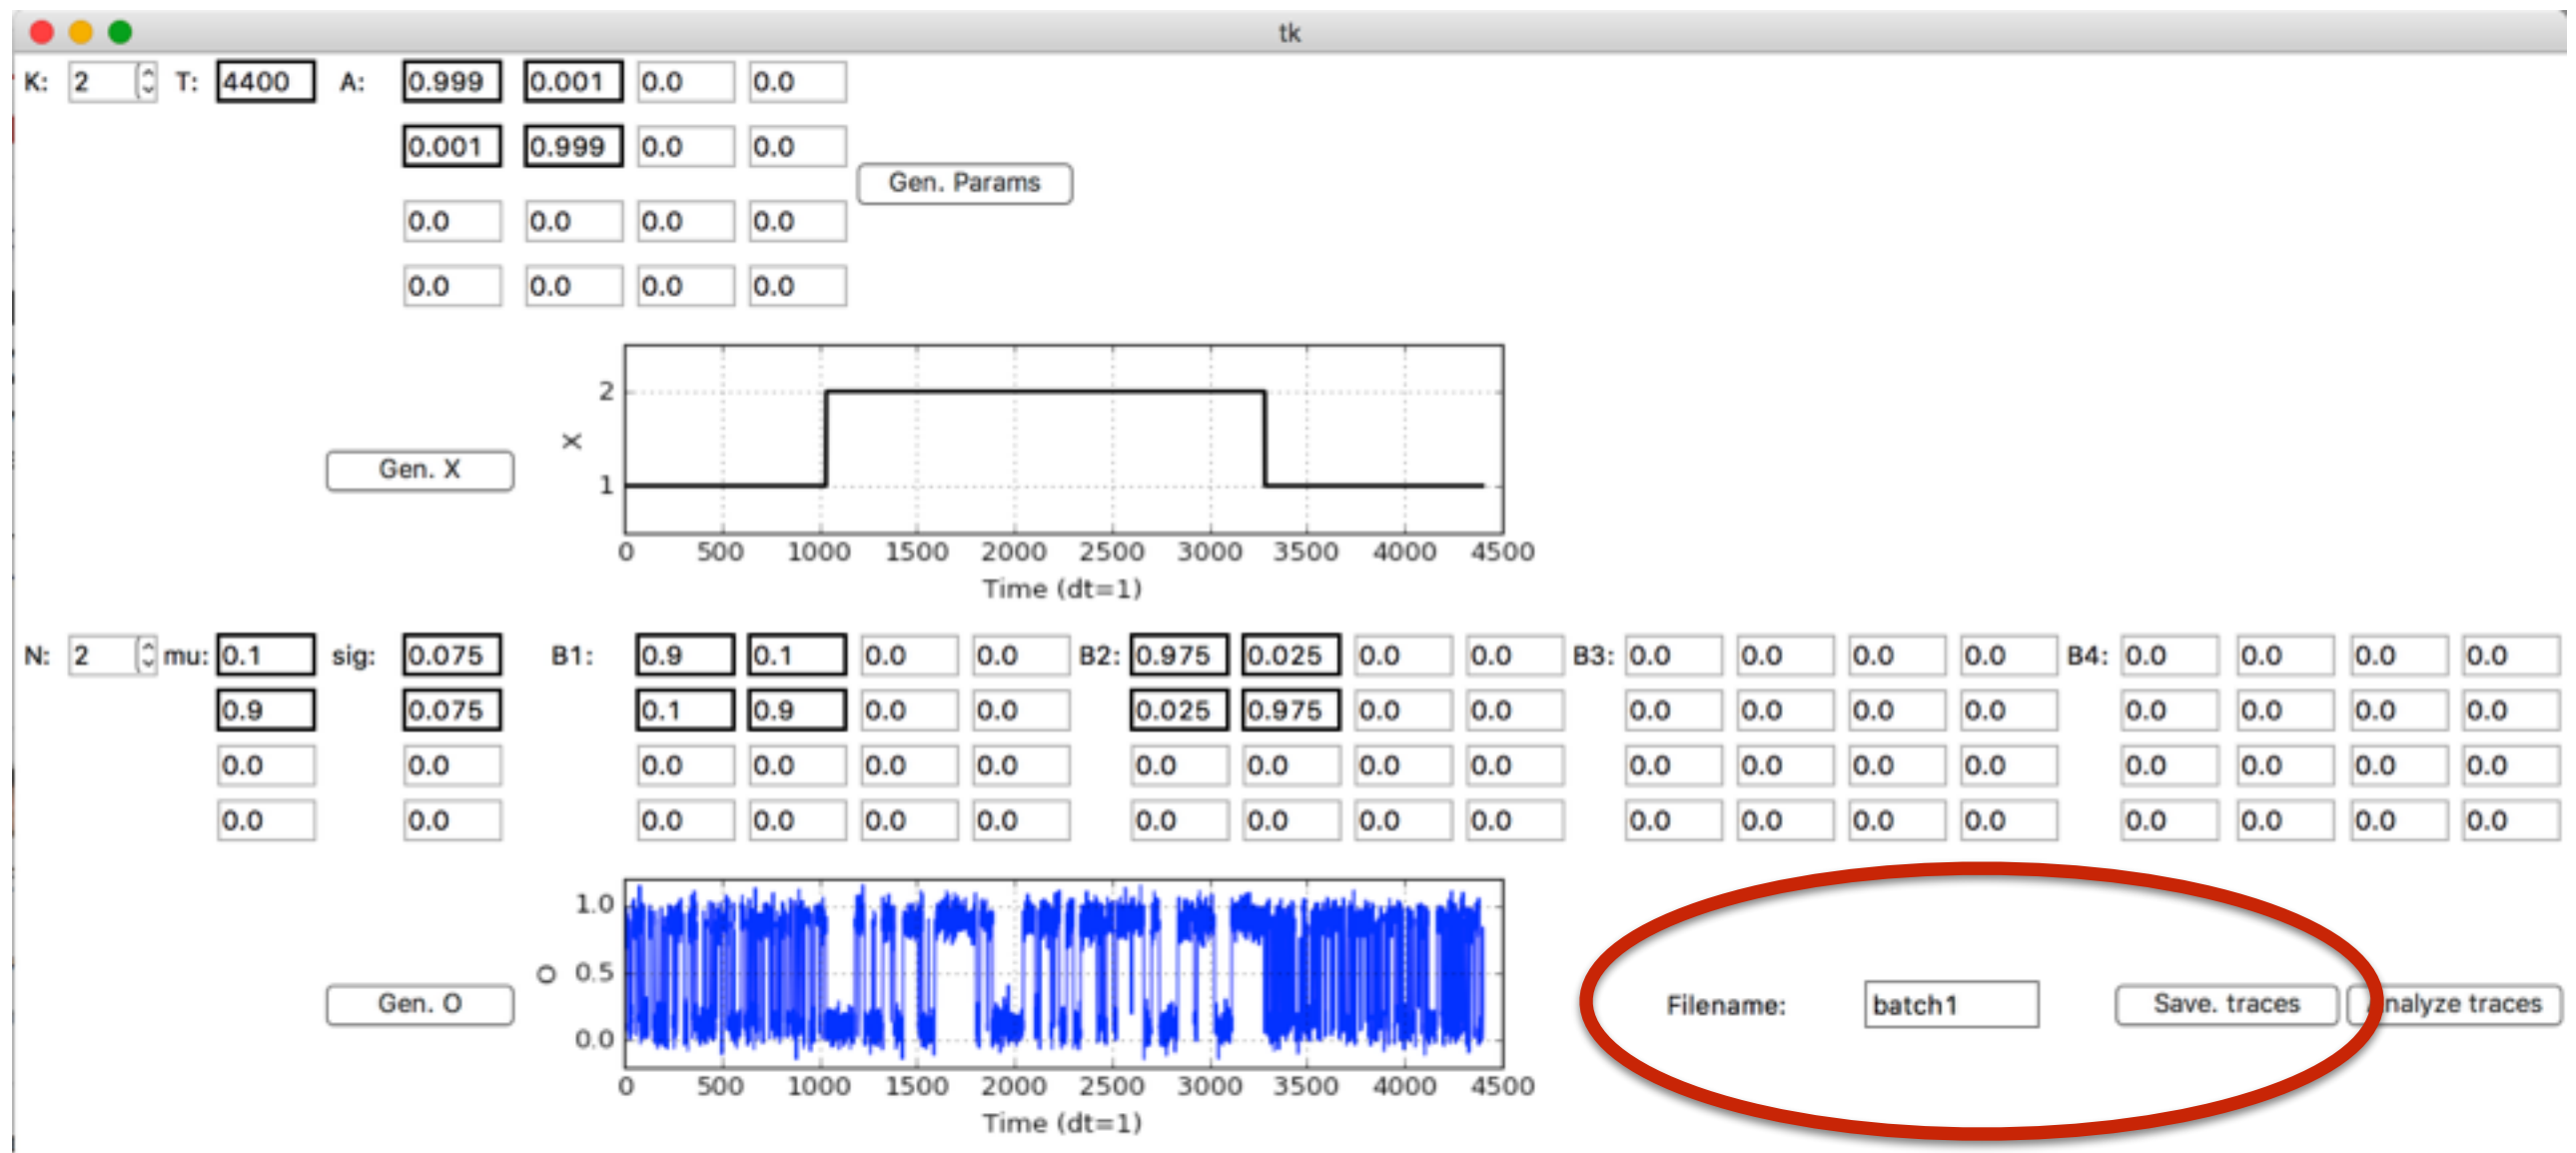 tk
K: 2 T: 4400 A: 0.999 0.001 0.0 0.0
0.001 0.999 0.0 0.0
Gen. Params
0.0 0.0 0.0 0.0
0.0 0.0 0.0 0.0
2
X
Gen. X
1
0 500 1000 1500 2000 2500 3000 3500 4000 4500
Time (dt=1)
N: 2 mu: 0.1 sig: 0.075 B1: 0.9 0.1 0.0 0.0 B2: 0.975 0.025 0.0 0.0 B3: 0.0 0.0 0.0 0.0 B4: 0.0 0.0 0.0 0.0
0.9 0.075 0.1 0.9 0.0 0.0 0.025 0.975 0.0 0.0 0.0 0.0 0.0 0.0 0.0 0.0 0.0 0.0
0.0 0.0 0.0 0.0 0.0 0.0 0.0 0.0 0.0 0.0 0.0 0.0 0.0 0.0 0.0 0.0 0.0 0.0
0.0 0.0 0.0 0.0 0.0 0.0 0.0 0.0 0.0 0.0 0.0 0.0 0.0 0.0 0.0 0.0 0.0 0.0
1.0
O 0.5
Gen. O Filename: batch1 Save. traces Analyze traces
0.0
0 500 1000 1500 2000 2500 3000 3500 4000 4500
Time (dt=1)